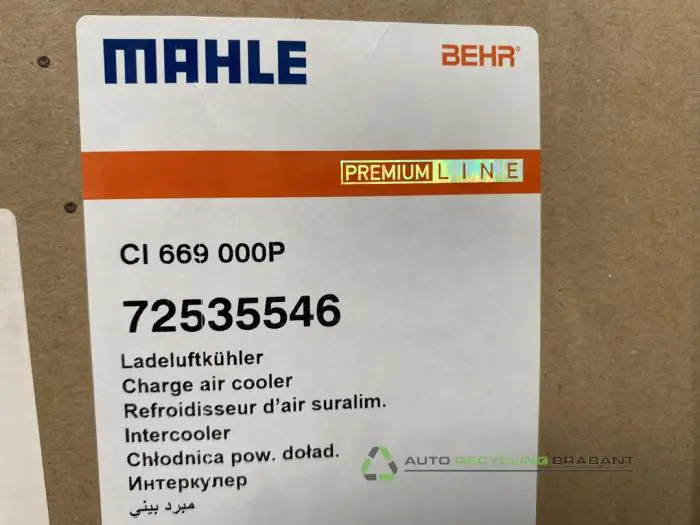 MAHLE
BEHR®
PREMIUM LINE
CI 669 000P
72535546
Ladeluftkühler
Charge air cooler
Refroidisseur d'air suralim.
Intercooler
Chłodnica pow. doład.
Интеркулер
مبرد بيني
AUTO RECYCLING BRABANT